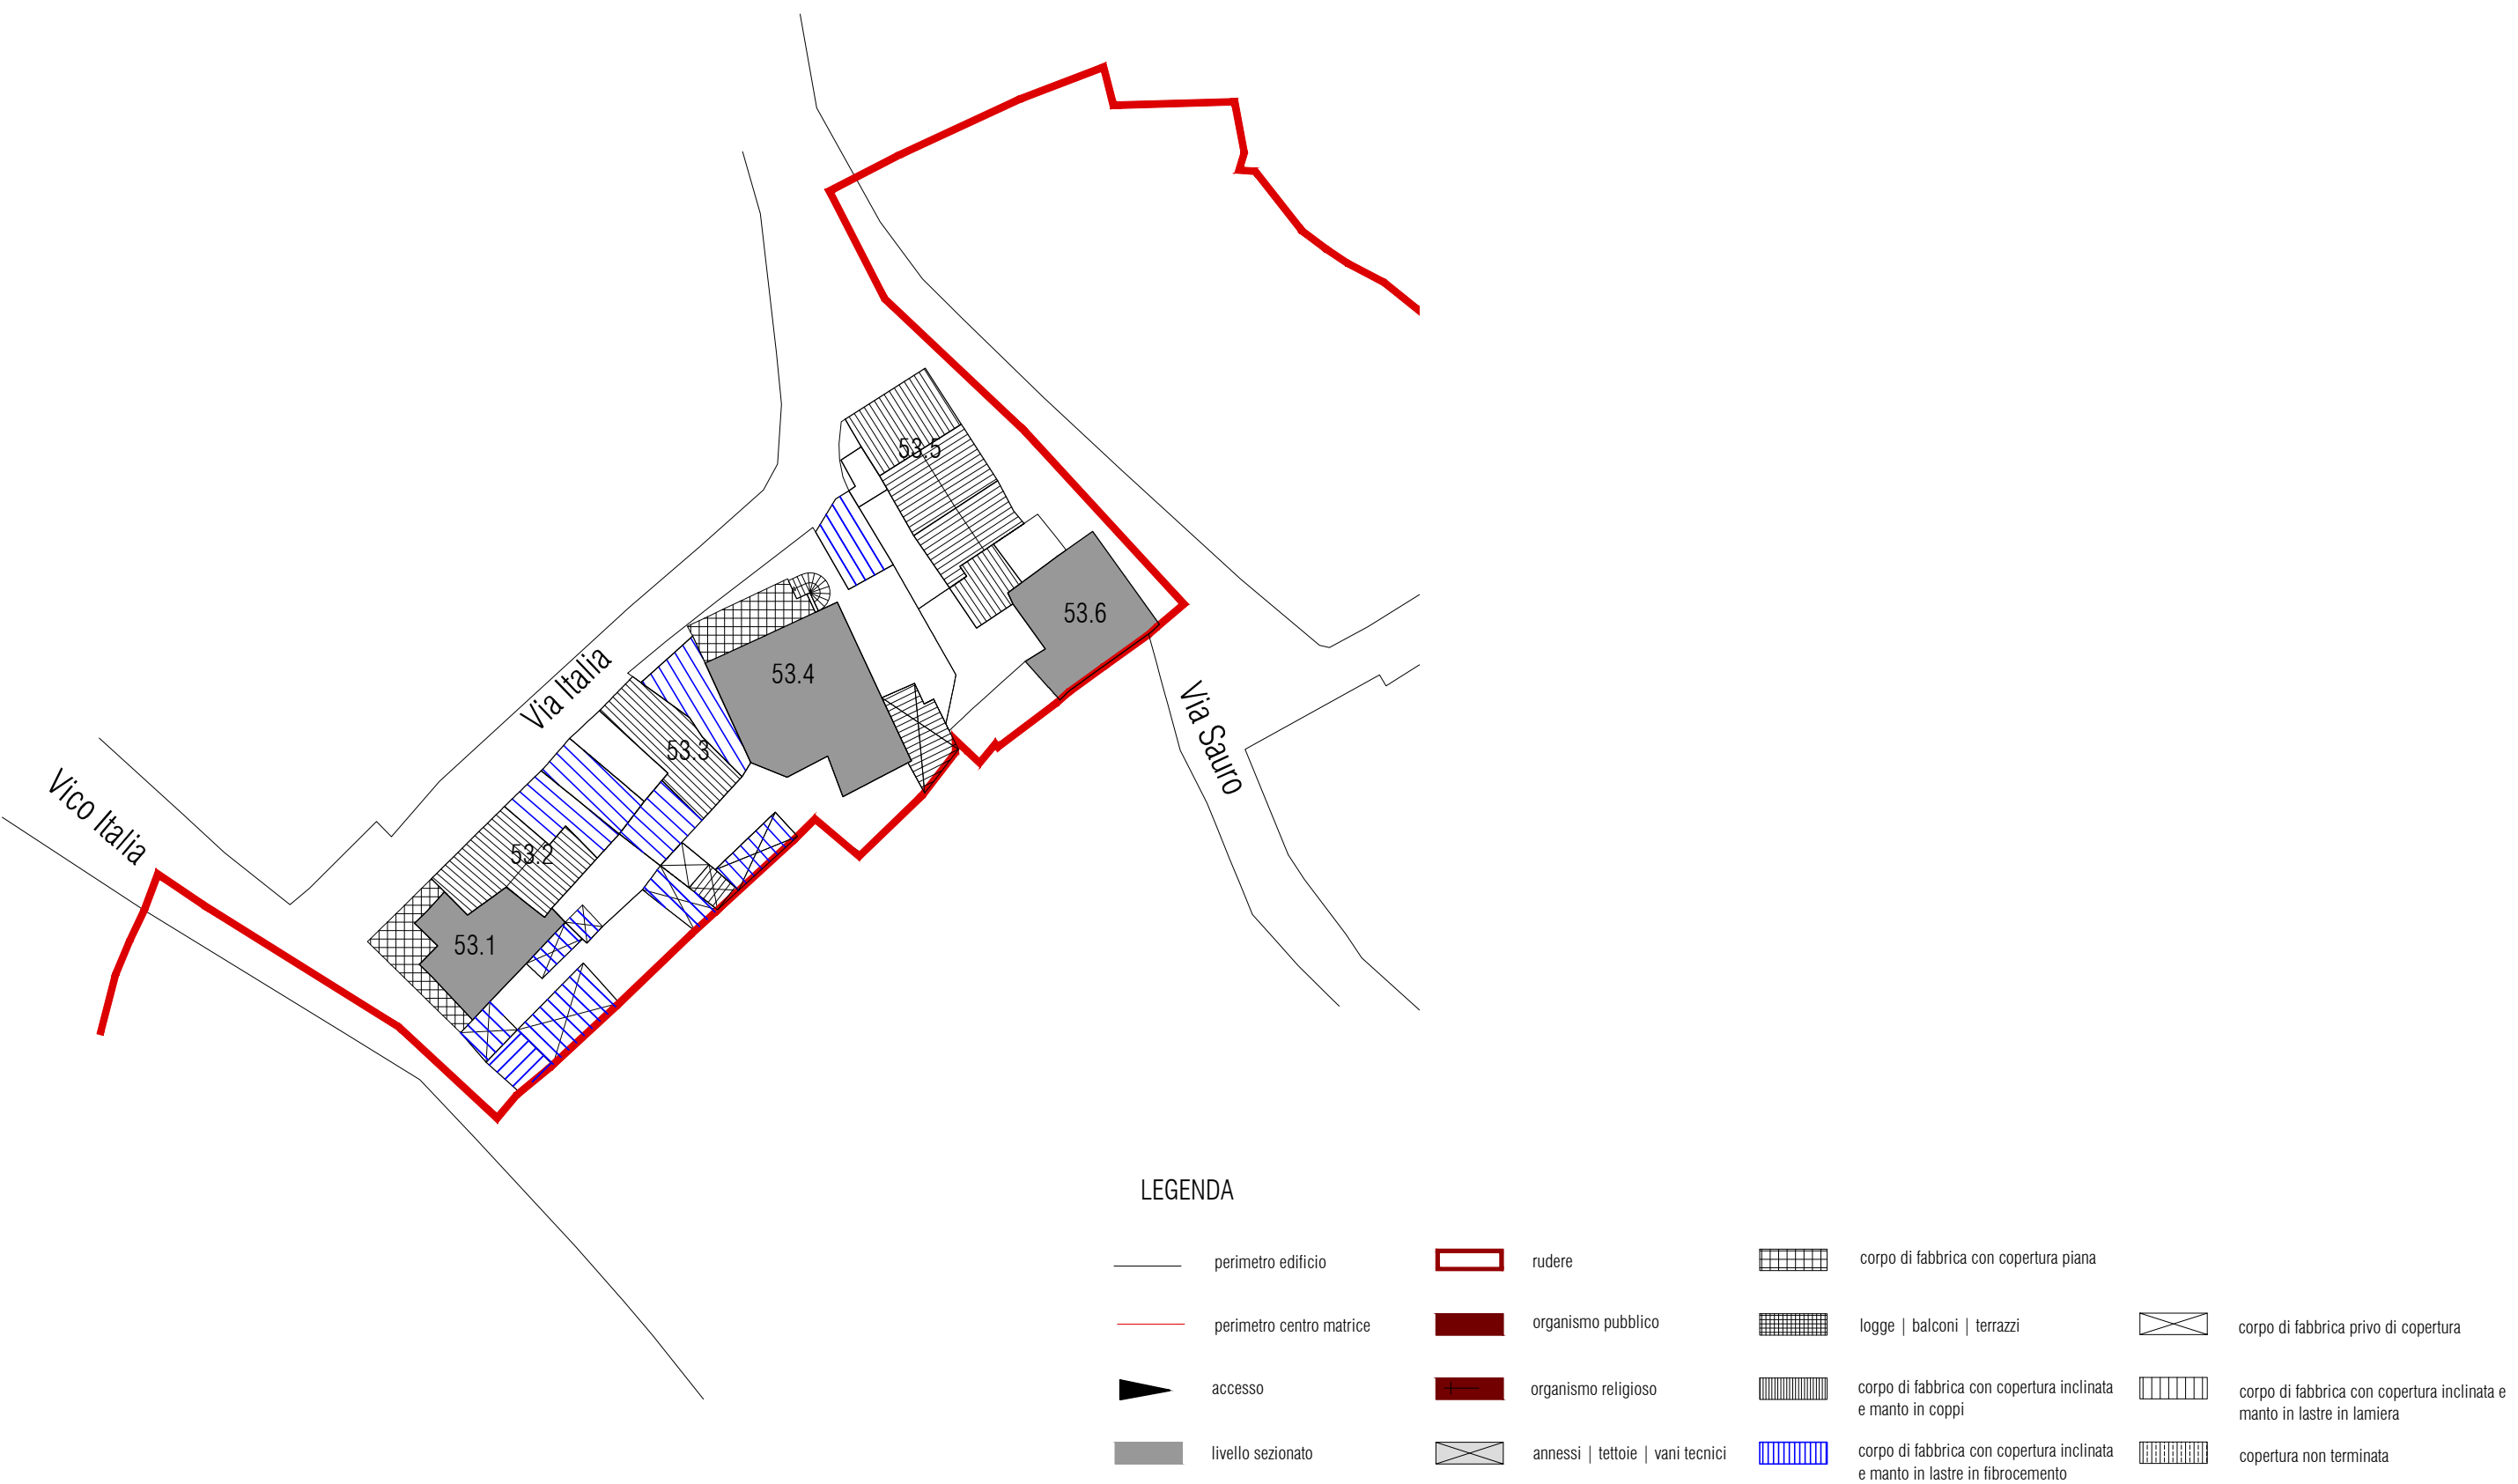 53.5
53.6
53.4
Via Italia
Via Sauro
53.3
Vico Italia
53.2
53.1
LEGENDA
perimetro edificio
perimetro centro matrice
accesso
livello sezionato
rudere
organismo pubblico
organismo religioso
annessi | tettoie | vani tecnici
corpo di fabbrica con copertura piana
logge | balconi | terrazzi
corpo di fabbrica con copertura inclinata
e manto in coppi
corpo di fabbrica con copertura inclinata
e manto in lastre in fibrocemento
corpo di fabbrica privo di copertura
corpo di fabbrica con copertura inclinata e
manto in lastre in lamiera
copertura non terminata